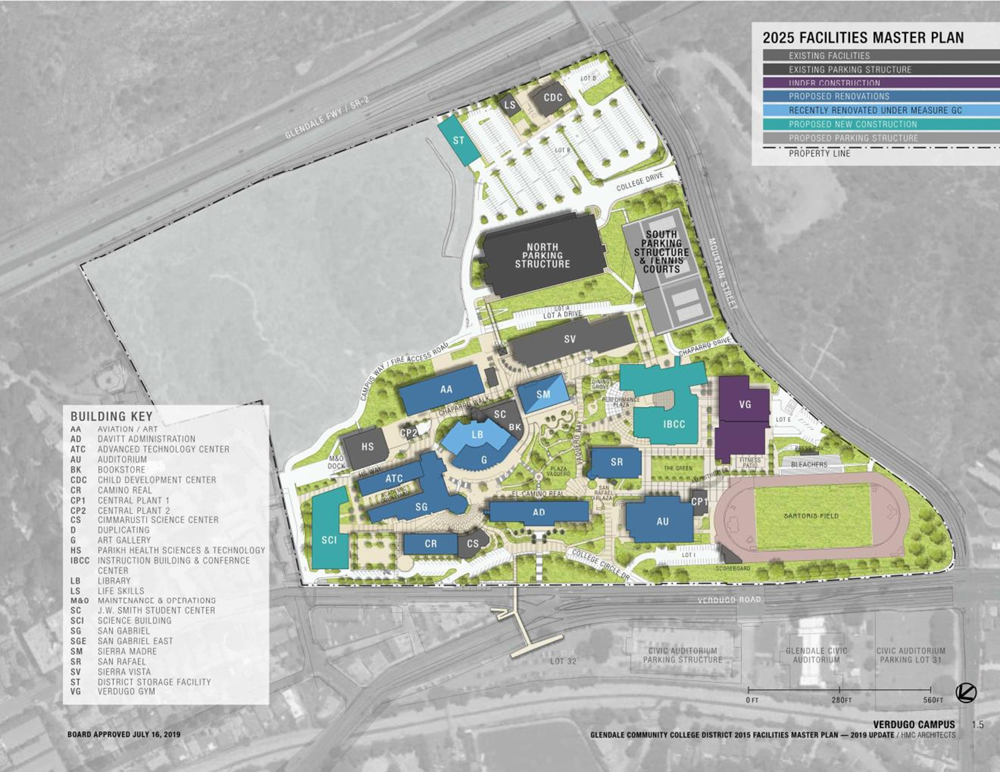 2025 FACILITIES MASTER PLAN
EXISTING FACILITIES
EXISTING PARKING STRUCTURE
UNDER CONSTRUCTION
PROPOSED RENOVATIONS
RECENTLY RENOVATED UNDER MEASURE GC
PROPOSED NEW CONSTRUCTION
PROPOSED PARKING STRUCTURE
PROPERTY LINE
GLENDALE FWY / SR-2
LOT D
LS
CDC
ST
LOT B
COLLEGE DRIVE
NORTH
PARKING
STRUCTURE
SOUTH
PARKING
STRUCTURE
& TENNIS
COURTS
MOUNTAIN STREET
LOT A
LOT A DRIVE
SV
CHAPARRO DRIVE
CAMPUS WAY / FIRE ACCESS ROAD
AA
CHAPARRO WALK
SM
DINING
GROVE
PERFORMANCE
PLAZA
IBCC
VG
LOT E
SC
BK
CP2
LB
G
HS
M&O
DOCK
HS WAY
ATC
ACADEMIC
COURTYARD
SG
VAQUERO WAY
PLAZA
VAQUERO
SR
THE GREEN
FITNESS
PATIO
PRESS BOX
BLEACHERS
AMPHITHEATER
SAN
RAFAEL
PLAZA
EL CAMINO REAL
AD
AU
CP1
SARTORIS FIELD
SCI
CR
CS
COLLEGE CIRCLE DR
LOT I
SCOREBOARD
VERDUGO ROAD
LOT 32
CIVIC AUDITORIUM
PARKING STRUCTURE
GLENDALE CIVIC
AUDITORIUM
CIVIC AUDITORIUM
PARKING LOT 31
BUILDING KEY
AA AVIATION / ART
AD DAVITT ADMINISTRATION
ATC ADVANCED TECHNOLOGY CENTER
AU AUDITORIUM
BK BOOKSTORE
CDC CHILD DEVELOPMENT CENTER
CR CAMINO REAL
CP1 CENTRAL PLANT 1
CP2 CENTRAL PLANT 2
CS CIMMARUSTI SCIENCE CENTER
D DUPLICATING
G ART GALLERY
HS PARIKH HEALTH SCIENCES & TECHNOLOGY
IBCC INSTRUCTION BUILDING & CONFERNCE
CENTER
LB LIBRARY
LS LIFE SKILLS
M&O MAINTENANCE & OPERATIONS
SC J.W. SMITH STUDENT CENTER
SCI SCIENCE BUILDING
SG SAN GABRIEL
SGE SAN GABRIEL EAST
SM SIERRA MADRE
SR SAN RAFAEL
SV SIERRA VISTA
ST DISTRICT STORAGE FACILITY
VG VERDUGO GYM
0 FT 280FT 560FT
VERDUGO CAMPUS 1.5
BOARD APPROVED JULY 16, 2019
GLENDALE COMMUNITY COLLEGE DISTRICT 2015 FACILITIES MASTER PLAN — 2019 UPDATE / HMC ARCHITECTS